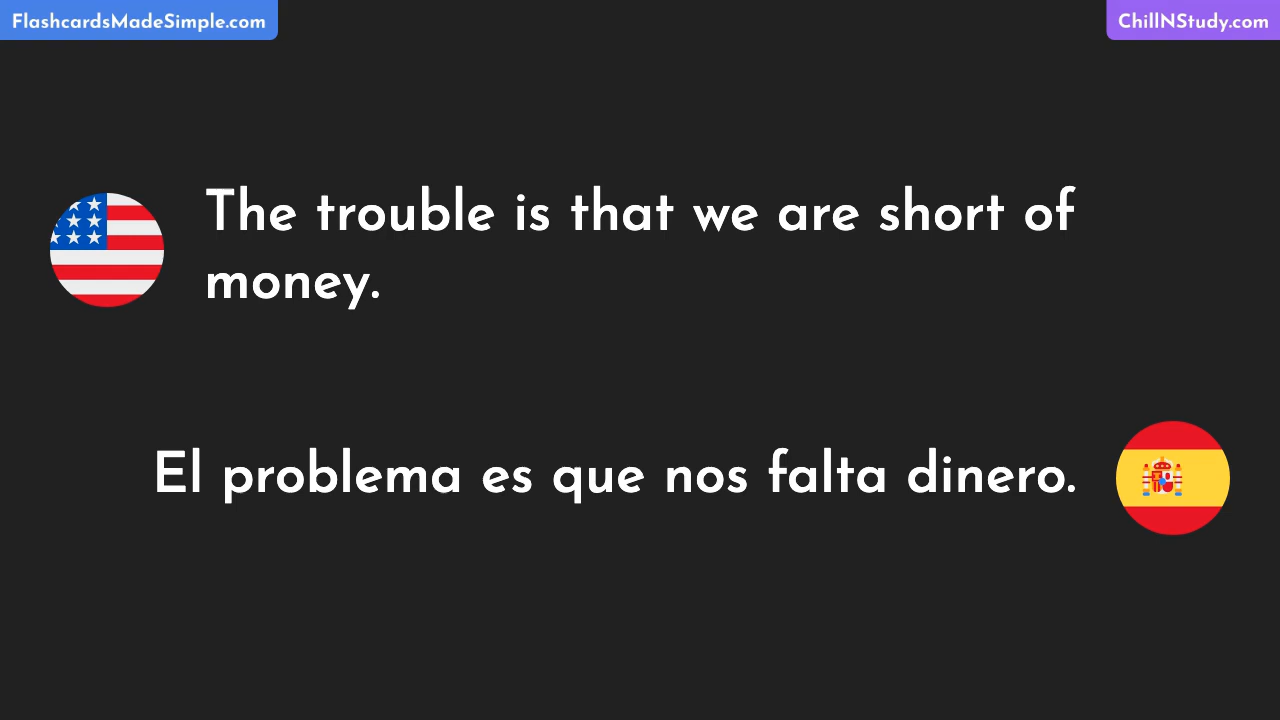 FlashcardsMadeSimple.com
ChillNStudy.com
The trouble is that we are short of
money.
El problema es que nos falta dinero.